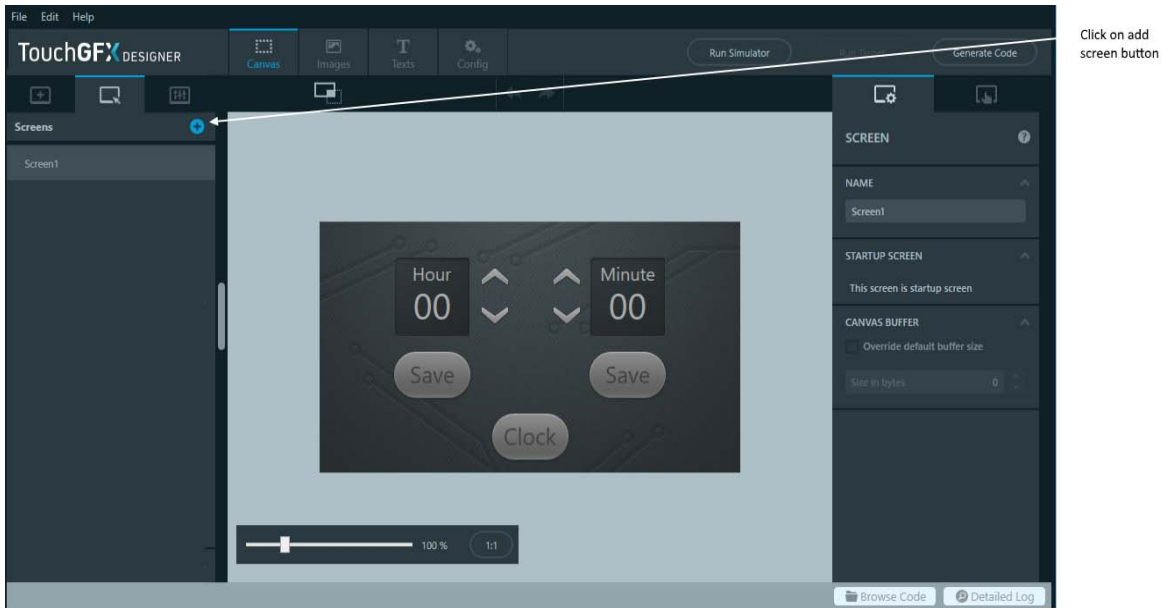 File Edit Help
TouchGFX DESIGNER
Canvas
Images
Texts
Config
Run Simulator
Run Target
Generate Code
Click on add
screen button
Screens
Screen1
SCREEN
NAME
Screen1
STARTUP SCREEN
This screen is startup screen
CANVAS BUFFER
Override default buffer size
Size in bytes 0
Hour
00
Minute
00
Save
Save
Clock
100 %
1:1
Browse Code
Detailed Log